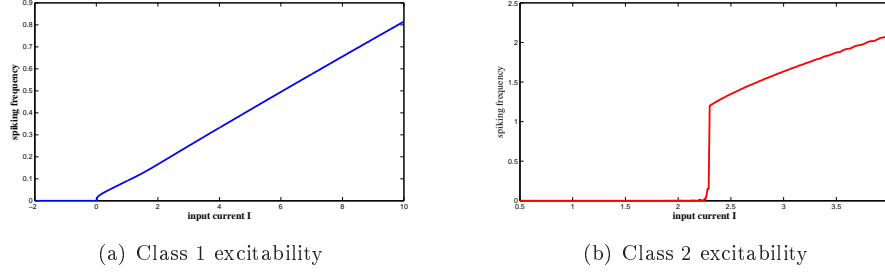 0.9
0.8
0.7
0.6
0.5
0.4
0.3
0.2
0.1
0
spiking frequency
−2 0 2 4 6 8 10
input current I
(a) Class 1 excitability
2.5
2
1.5
1
0.5
0
spiking frequency
0.5 1 1.5 2 2.5 3 3.5
input current I
(b) Class 2 excitability